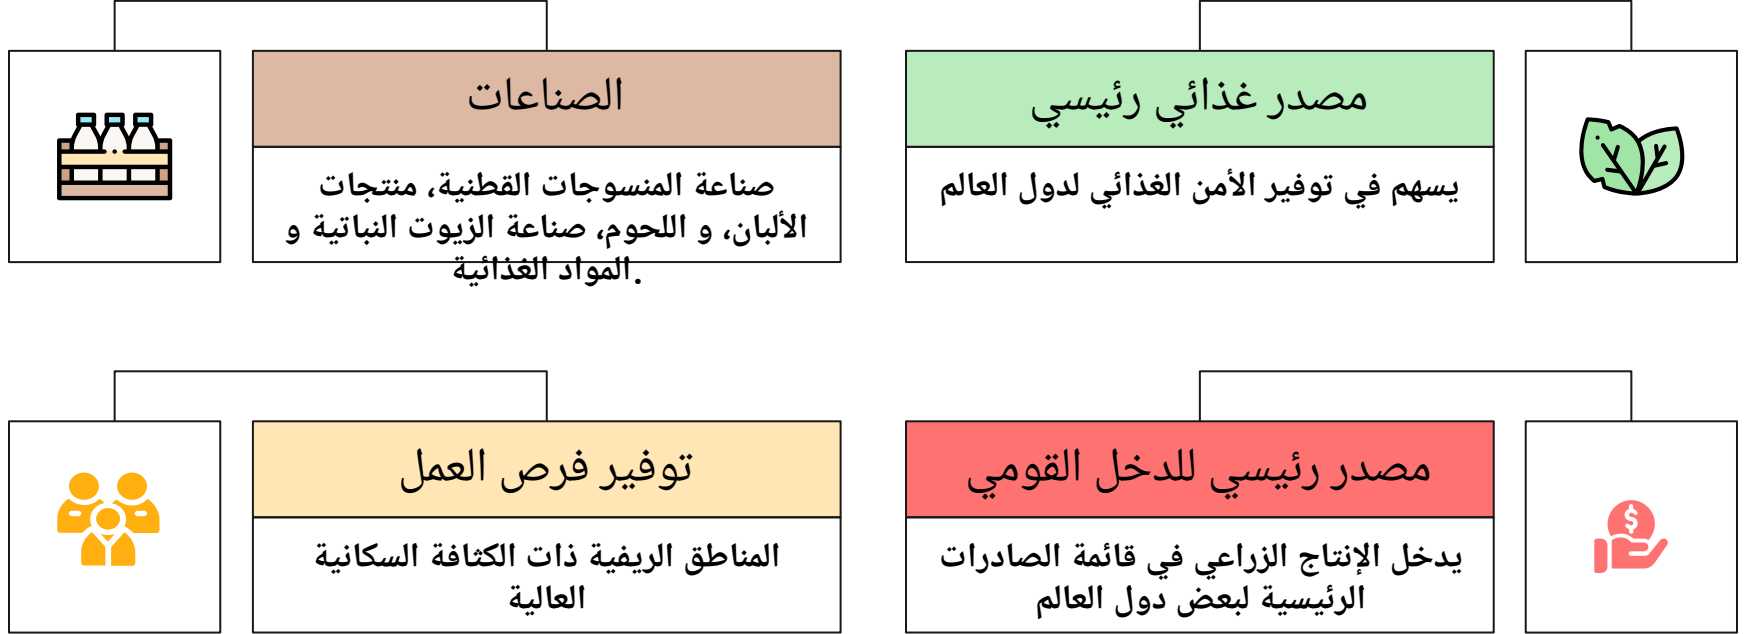 مصدر غذائي رئيسي
يسهم في توفير الأمن الغذائي لدول العالم
الصناعات
صناعة المنسوجات القطنية، منتجات
الألبان، و اللحوم، صناعة الزيوت النباتية و
المواد الغذائية.
مصدر رئيسي للدخل القومي
يدخل الإنتاج الزراعي في قائمة الصادرات
الرئيسية لبعض دول العالم
$
توفير فرص العمل
المناطق الريفية ذات الكثافة السكانية
العالية